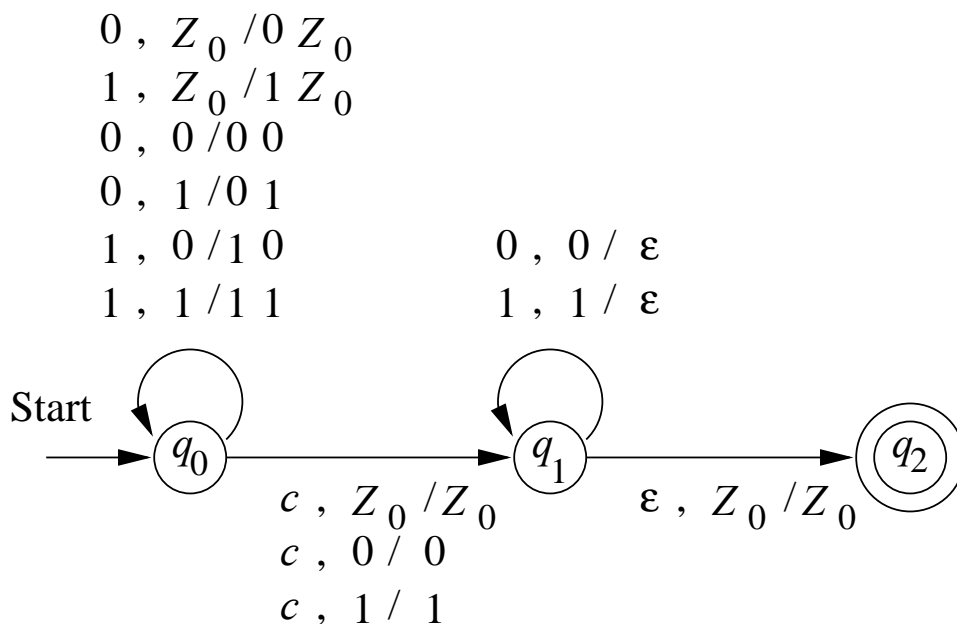 0 , Z₀ / 0 Z₀
1 , Z₀ / 1 Z₀
0 , 0 / 0 0
0 , 1 / 0 1
1 , 0 / 1 0
1 , 1 / 1 1
0 , 0 / ε
1 , 1 / ε
Start
q₀
q₁
q₂
c , Z₀ / Z₀
c , 0 / 0
c , 1 / 1
ε , Z₀ / Z₀